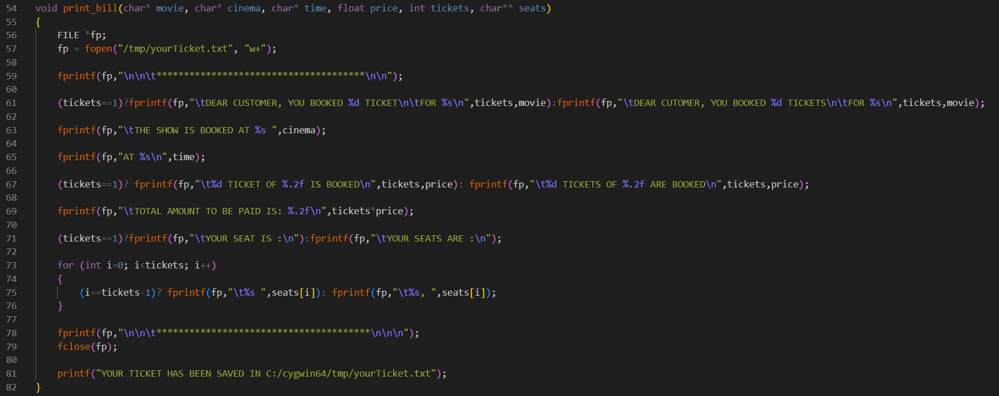 54 void print_bill(char* movie, char* cinema, char* time, float price, int tickets, char** seats)
55 {
56     FILE *fp;
57     fp = fopen("/tmp/yourTicket.txt", "w+");
58
59     fprintf(fp,"\n\n\t**************************************\n\n");
60
61     (tickets==1)?fprintf(fp,"\tDEAR CUSTOMER, YOU BOOKED %d TICKET\n\tFOR %s\n",tickets,movie):fprintf(fp,"\tDEAR CUTOMER, YOU BOOKED %d TICKETS\n\tFOR %s\n",tickets,movie);
62
63     fprintf(fp,"\tTHE SHOW IS BOOKED AT %s ",cinema);
64
65     fprintf(fp,"AT %s\n",time);
66
67     (tickets==1)? fprintf(fp,"\t%d TICKET OF %.2f IS BOOKED\n",tickets,price): fprintf(fp,"\t%d TICKETS OF %.2f ARE BOOKED\n",tickets,price);
68
69     fprintf(fp,"\tTOTAL AMOUNT TO BE PAID IS: %.2f\n",tickets*price);
70
71     (tickets==1)?fprintf(fp,"\tYOUR SEAT IS :\n"):fprintf(fp,"\tYOUR SEATS ARE :\n");
72
73     for (int i=0; i<tickets; i++)
74     {
75         (i==tickets-1)? fprintf(fp,"\t%s ",seats[i]): fprintf(fp,"\t%s, ",seats[i]);
76     }
77
78     fprintf(fp,"\n\n\t***************************************\n\n\n");
79     fclose(fp);
80
81     printf("YOUR TICKET HAS BEEN SAVED IN C:/cygwin64/tmp/yourTicket.txt");
82 }